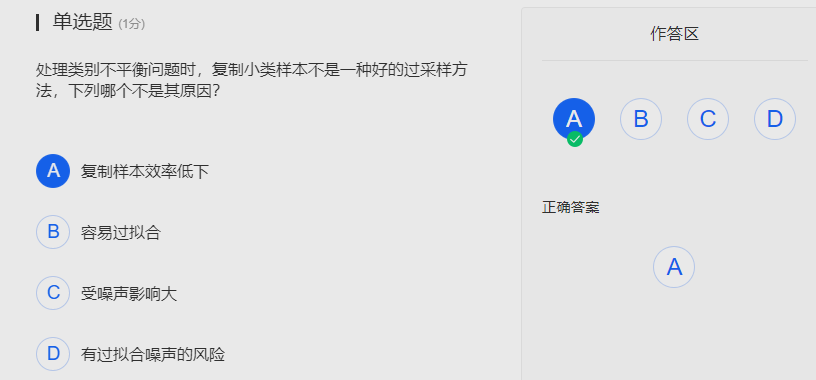 单选题 (1分)
处理类别不平衡问题时，复制小类样本不是一种好的过采样方
法，下列哪个不是其原因？
A 复制样本效率低下
B 容易过拟合
C 受噪声影响大
D 有过拟合噪声的风险
作答区
A B C D
正确答案
A